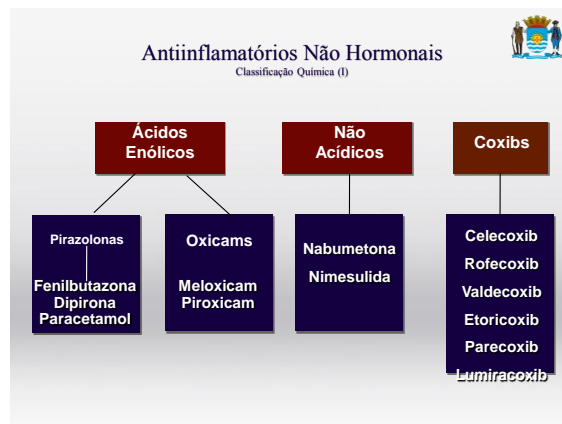 Antiinflamatórios Não Hormonais
Classificação Química (I)
Ácidos
Enólicos
Não
Acídicos
Coxibs
Pirazolonas
Fenilbutazona
Dipirona
Paracetamol
Oxicams
Meloxicam
Piroxicam
Nabumetona
Nimesulida
Celecoxib
Rofecoxib
Valdecoxib
Etoricoxib
Parecoxib
Lumiracoxib